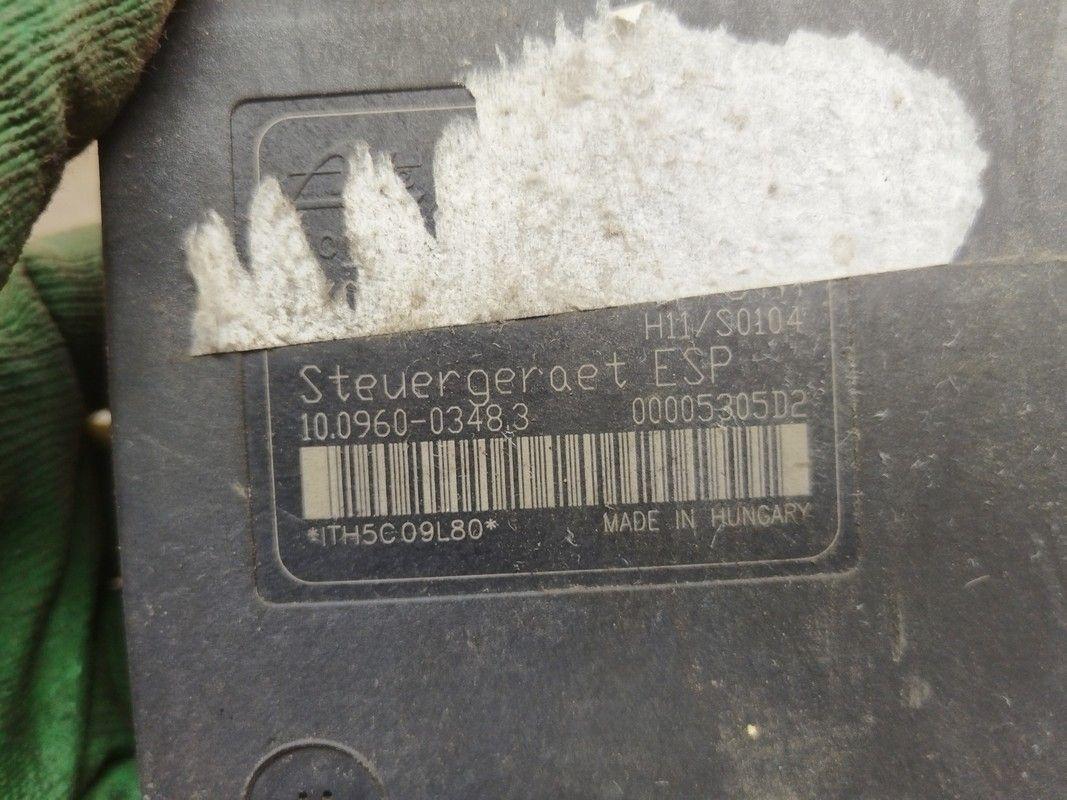 H11/S0104
Steuergeraet ESP
10.0960-0348.3 00005305D2
*ITH5C09L80* MADE IN HUNGARY